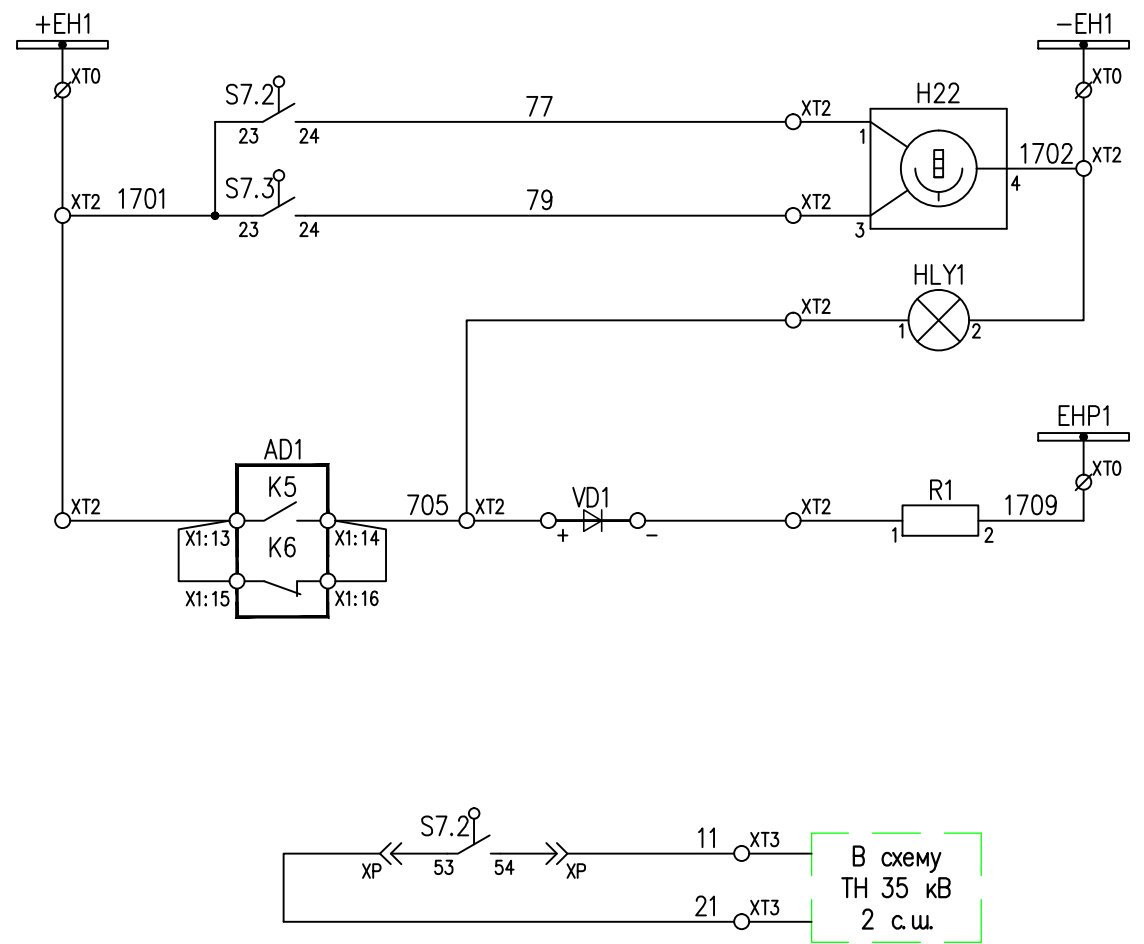 +EH1
−EH1
XT0
XT0
S7.2
77
XT2
H22
23
24
1
1702
XT2
XT2
1701
S7.3
79
XT2
4
23
24
3
HLY1
XT2
1
2
EHP1
AD1
XT0
K5
XT2
705
XT2
VD1
XT2
R1
1709
X1:13
X1:14
+
−
1
2
K6
X1:15
X1:16
S7.2
11
XT3
XP
53
54
XP
В схему
ТН 35 кВ
2 с.ш.
21
XT3